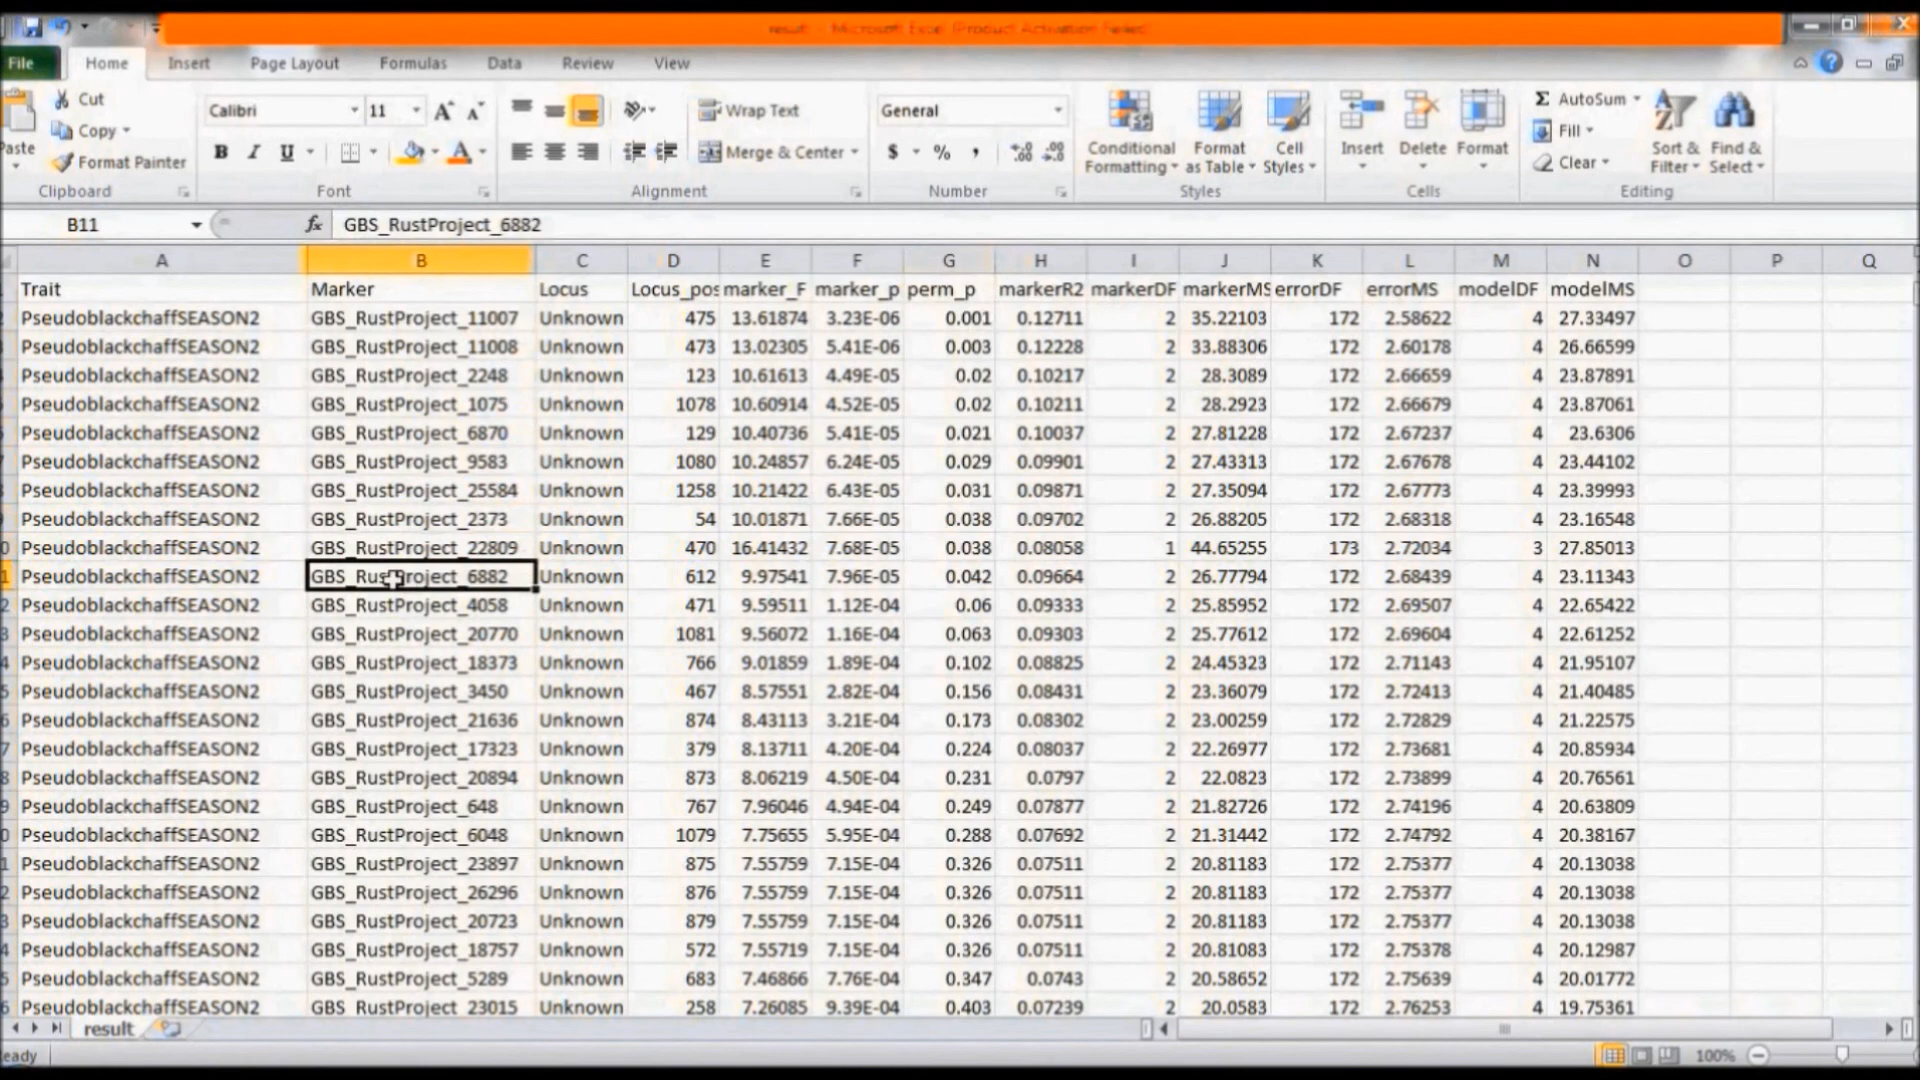 result - Microsoft Excel (Product Activation Failed)
File Home Insert Page Layout Formulas Data Review View
Cut Calibri 11 Wrap Text General AutoSum
Copy Fill
Paste Format Painter B I U Merge & Center $ % , Conditional Formatting Format as Table Cell Styles Insert Delete Format Clear Sort & Filter Find & Select
Clipboard Font Alignment Number Styles Cells Editing
B11 fx GBS_RustProject_6882
A B C D E F G H I J K L M N O P Q
Trait Marker Locus Locus_pos marker_F marker_p perm_p markerR2 markerDF markerMS errorDF errorMS modelDF modelMS
PseudoblackchaffSEASON2 GBS_RustProject_11007 Unknown 475 13.61874 3.23E-06 0.001 0.12711 2 35.22103 172 2.58622 4 27.33497
PseudoblackchaffSEASON2 GBS_RustProject_11008 Unknown 473 13.02305 5.41E-06 0.003 0.12228 2 33.88306 172 2.60178 4 26.66599
PseudoblackchaffSEASON2 GBS_RustProject_2248 Unknown 123 10.61613 4.49E-05 0.02 0.10217 2 28.3089 172 2.66659 4 23.87891
PseudoblackchaffSEASON2 GBS_RustProject_1075 Unknown 1078 10.60914 4.52E-05 0.02 0.10211 2 28.2923 172 2.66679 4 23.87061
PseudoblackchaffSEASON2 GBS_RustProject_6870 Unknown 129 10.40736 5.41E-05 0.021 0.10037 2 27.81228 172 2.67237 4 23.6306
PseudoblackchaffSEASON2 GBS_RustProject_9583 Unknown 1080 10.24857 6.24E-05 0.029 0.09901 2 27.43313 172 2.67678 4 23.44102
PseudoblackchaffSEASON2 GBS_RustProject_25584 Unknown 1258 10.21422 6.43E-05 0.031 0.09871 2 27.35094 172 2.67773 4 23.39993
PseudoblackchaffSEASON2 GBS_RustProject_2373 Unknown 54 10.01871 7.66E-05 0.038 0.09702 2 26.88205 172 2.68318 4 23.16548
0 PseudoblackchaffSEASON2 GBS_RustProject_22809 Unknown 470 16.41432 7.68E-05 0.038 0.08058 1 44.65255 173 2.72034 3 27.85013
1 PseudoblackchaffSEASON2 GBS_RustProject_6882 Unknown 612 9.97541 7.96E-05 0.042 0.09664 2 26.77794 172 2.68439 4 23.11343
2 PseudoblackchaffSEASON2 GBS_RustProject_4058 Unknown 471 9.59511 1.12E-04 0.06 0.09333 2 25.85952 172 2.69507 4 22.65422
3 PseudoblackchaffSEASON2 GBS_RustProject_20770 Unknown 1081 9.56072 1.16E-04 0.063 0.09303 2 25.77612 172 2.69604 4 22.61252
4 PseudoblackchaffSEASON2 GBS_RustProject_18373 Unknown 766 9.01859 1.89E-04 0.102 0.08825 2 24.45323 172 2.71143 4 21.95107
5 PseudoblackchaffSEASON2 GBS_RustProject_3450 Unknown 467 8.57551 2.82E-04 0.156 0.08431 2 23.36079 172 2.72413 4 21.40485
6 PseudoblackchaffSEASON2 GBS_RustProject_21636 Unknown 874 8.43113 3.21E-04 0.173 0.08302 2 23.00259 172 2.72829 4 21.22575
7 PseudoblackchaffSEASON2 GBS_RustProject_17323 Unknown 379 8.13711 4.20E-04 0.224 0.08037 2 22.26977 172 2.73681 4 20.85934
8 PseudoblackchaffSEASON2 GBS_RustProject_20894 Unknown 873 8.06219 4.50E-04 0.231 0.0797 2 22.0823 172 2.73899 4 20.76561
9 PseudoblackchaffSEASON2 GBS_RustProject_648 Unknown 767 7.96046 4.94E-04 0.249 0.07877 2 21.82726 172 2.74196 4 20.63809
0 PseudoblackchaffSEASON2 GBS_RustProject_6048 Unknown 1079 7.75655 5.95E-04 0.288 0.07692 2 21.31442 172 2.74792 4 20.38167
1 PseudoblackchaffSEASON2 GBS_RustProject_23897 Unknown 875 7.55759 7.15E-04 0.326 0.07511 2 20.81183 172 2.75377 4 20.13038
2 PseudoblackchaffSEASON2 GBS_RustProject_26296 Unknown 876 7.55759 7.15E-04 0.326 0.07511 2 20.81183 172 2.75377 4 20.13038
3 PseudoblackchaffSEASON2 GBS_RustProject_20723 Unknown 879 7.55759 7.15E-04 0.326 0.07511 2 20.81183 172 2.75377 4 20.13038
4 PseudoblackchaffSEASON2 GBS_RustProject_18757 Unknown 572 7.55719 7.15E-04 0.326 0.07511 2 20.81083 172 2.75378 4 20.12987
5 PseudoblackchaffSEASON2 GBS_RustProject_5289 Unknown 683 7.46866 7.76E-04 0.347 0.0743 2 20.58652 172 2.75639 4 20.01772
6 PseudoblackchaffSEASON2 GBS_RustProject_23015 Unknown 258 7.26085 9.39E-04 0.403 0.07239 2 20.0583 172 2.76253 4 19.75361
result
eady 100%